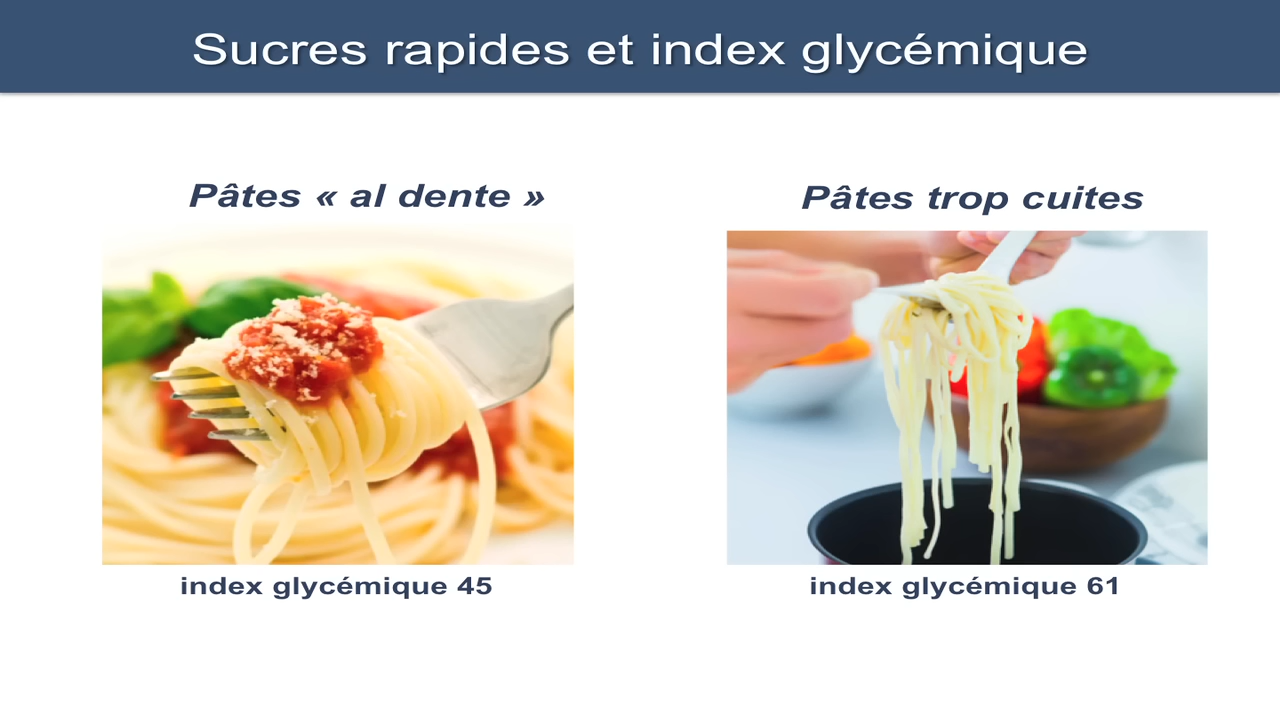 Sucres rapides et index glycémique
Pâtes « al dente »
Pâtes trop cuites
index glycémique 45
index glycémique 61